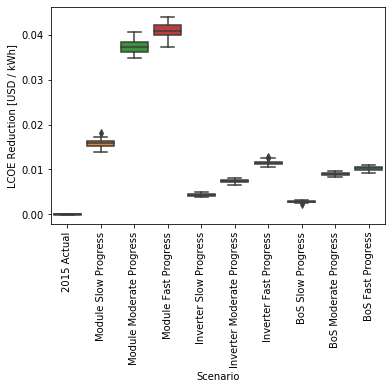 LCOE Reduction [USD / kWh]
0.04
0.03
0.02
0.01
0.00
2015 Actual
Module Slow Progress
Module Moderate Progress
Module Fast Progress
Inverter Slow Progress
Inverter Moderate Progress
Inverter Fast Progress
BoS Slow Progress
BoS Moderate Progress
BoS Fast Progress
Scenario